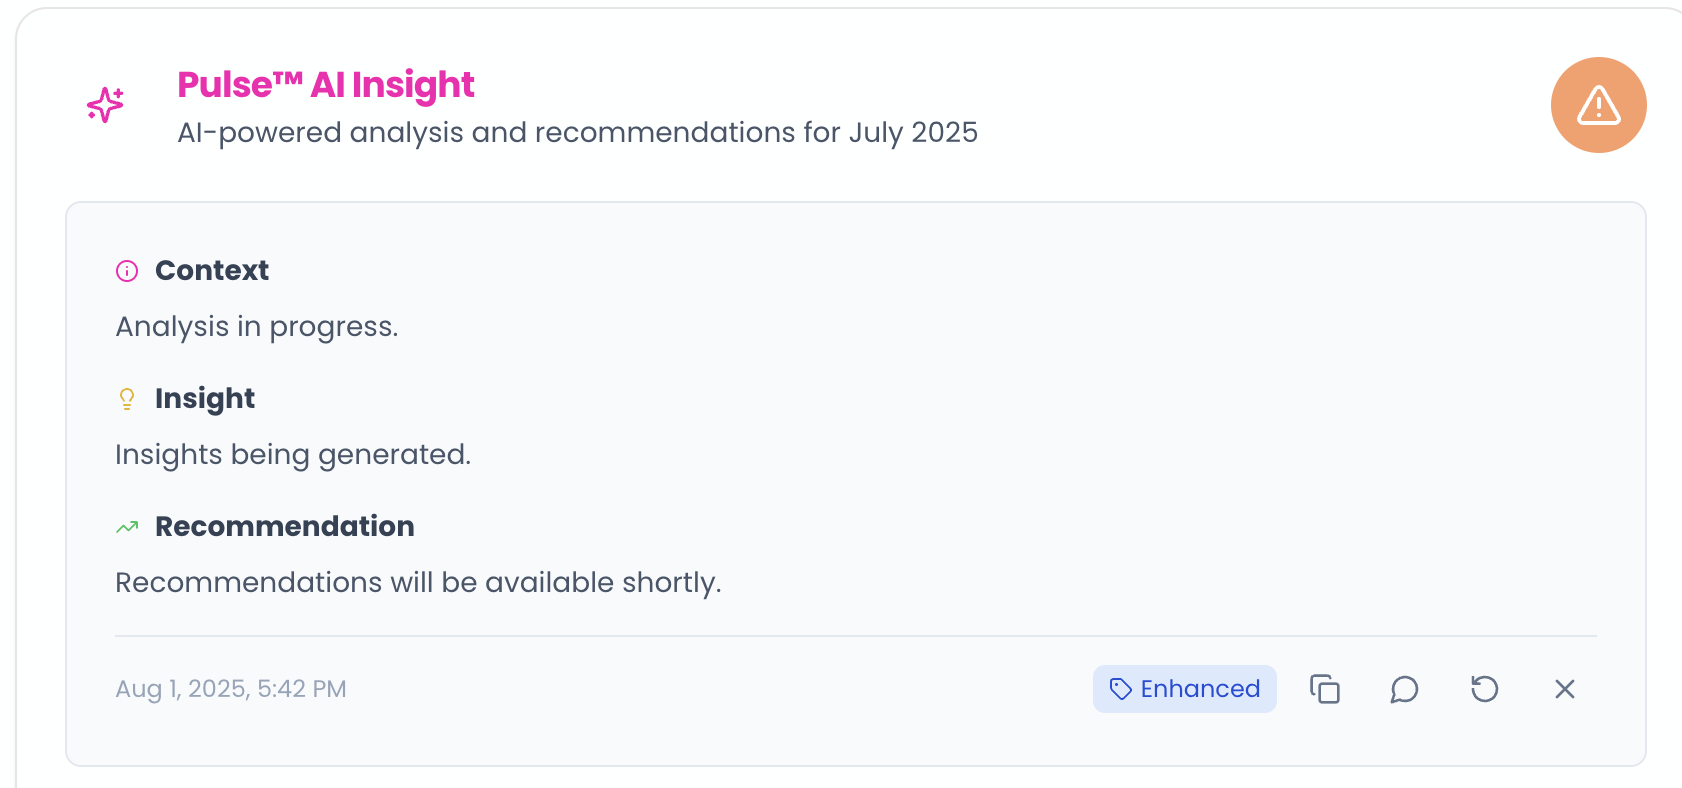 Pulse™ AI Insight
AI-powered analysis and recommendations for July 2025
Context
Analysis in progress.
Insight
Insights being generated.
Recommendation
Recommendations will be available shortly.
Aug 1, 2025, 5:42 PM
Enhanced